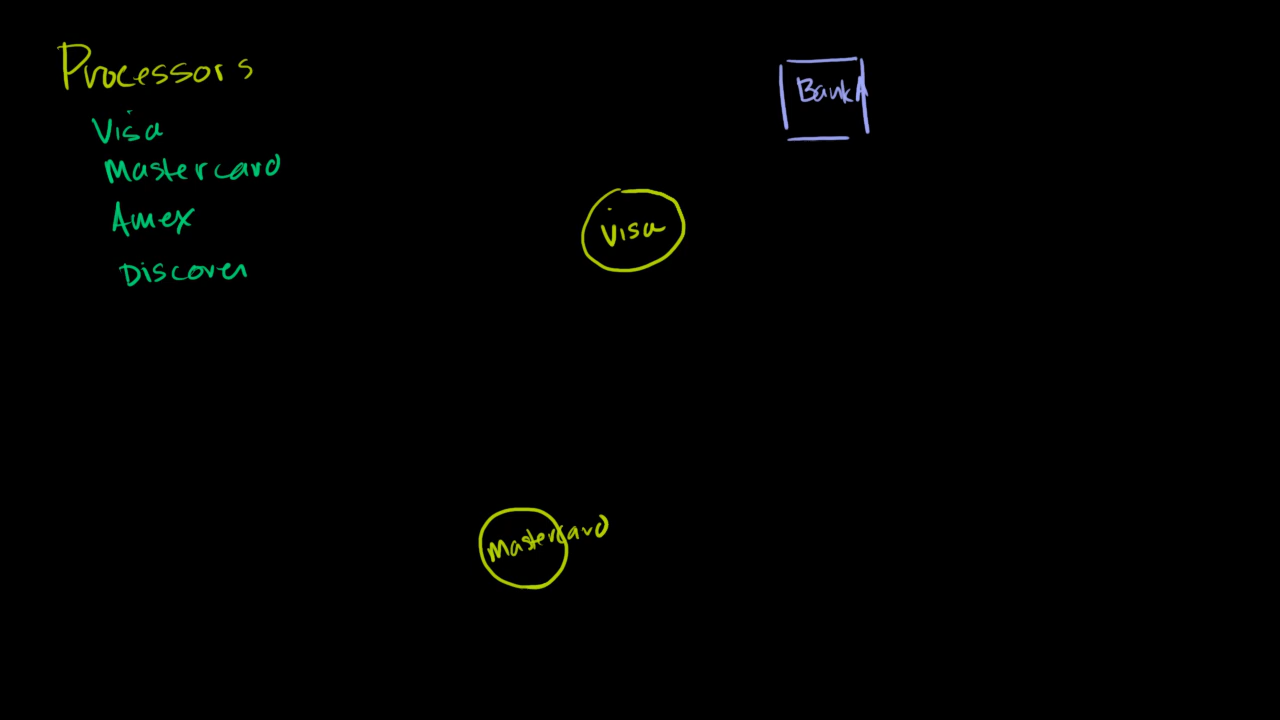 Processors
Visa
Mastercard
Amex
Discover
Bank A
Visa
Mastercard